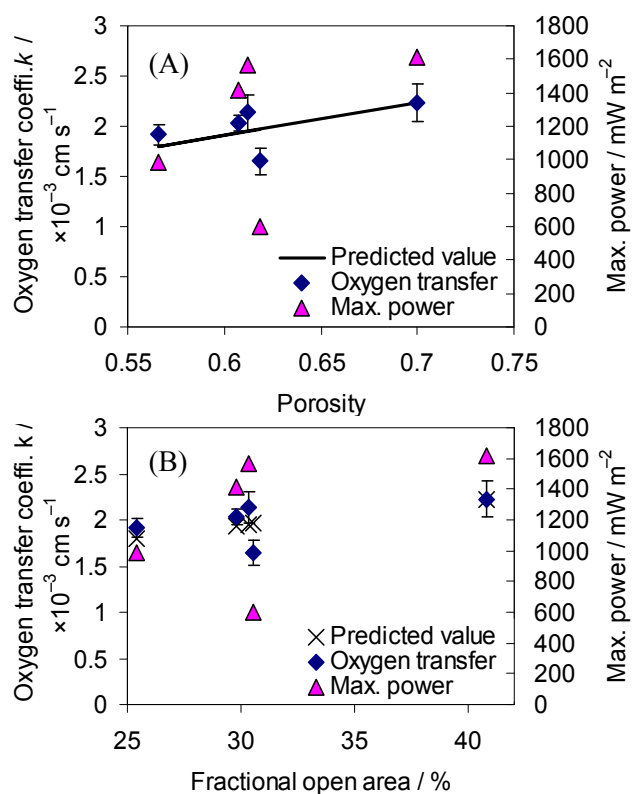 (A)
Oxygen transfer coeffi.k /
×10⁻³ cm s⁻¹
3
2.5
2
1.5
1
0.5
0
1800
1600
1400
1200
1000
800
600
400
200
0
Max. power / mW m⁻²
Predicted value
Oxygen transfer
Max. power
0.55
0.6
0.65
0.7
0.75
Porosity
(B)
Oxygen transfer coeffi. k /
×10⁻³ cm s⁻¹
3
2.5
2
1.5
1
0.5
0
1800
1600
1400
1200
1000
800
600
400
200
0
Max. power / mW m⁻²
Predicted value
Oxygen transfer
Max. power
25
30
35
40
Fractional open area / %